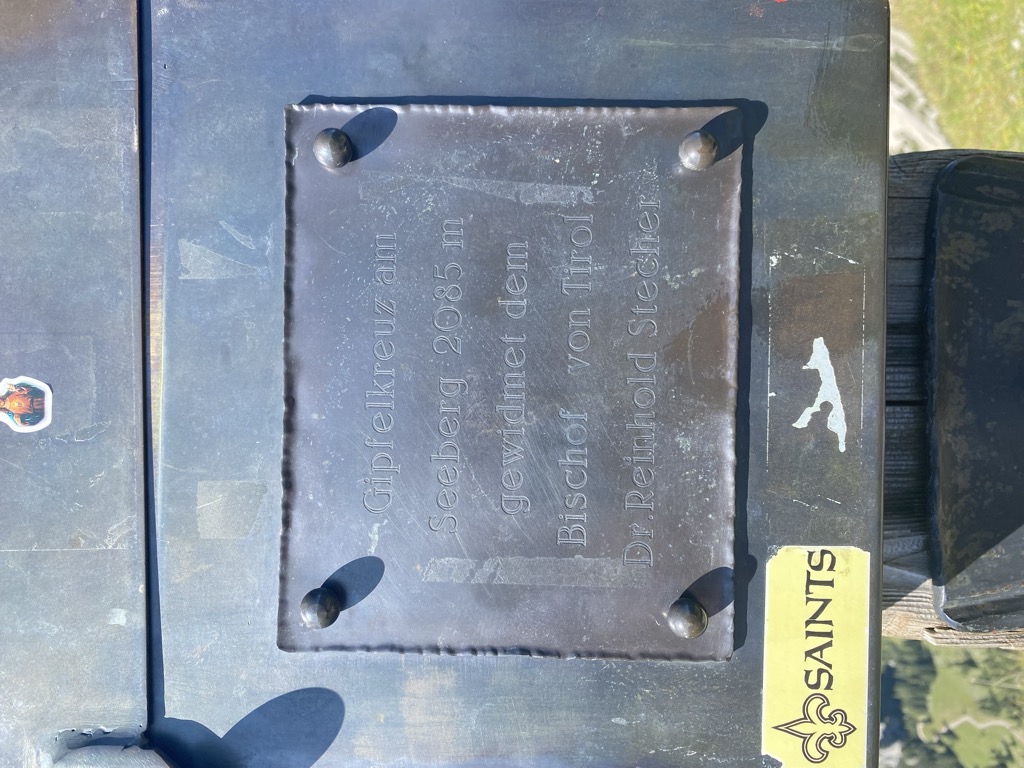 Gipfelkreuz am
Seeberg 2085 m
gewidmet dem
Bischof von Tirol
Dr.Reinhold Stecher
SAINTS